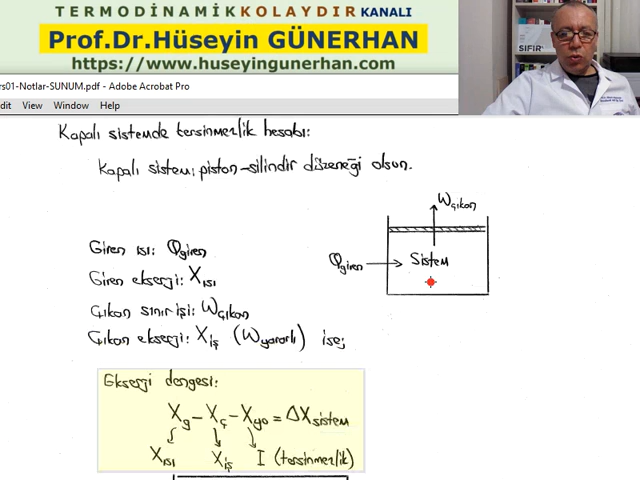 TERMODİNAMİKKOLAYDIR KANALI
Prof.Dr.Hüseyin GÜNERHAN
https://www.huseyingunerhan.com
rs01-Notlar-SUNUM.pdf - Adobe Acrobat Pro
dit View Window Help
SIFIR
Kapalı sistemde tersinmezlik hesabı:
Kapalı sistem; piston-silindir düzeneği olsun.
Wçıkan
Giren ısı: Qgiren
Qgiren
Sistem
Giren ekserji: Xısı
Çıkan sınır işi: Wçıkan
Çıkan ekserji: Xiş (Wyararlı) ise;
Ekserji dengesi:
Xg - Xç - Xyo = ΔXsistem
Xısı Xiş I (tersinmezlik)